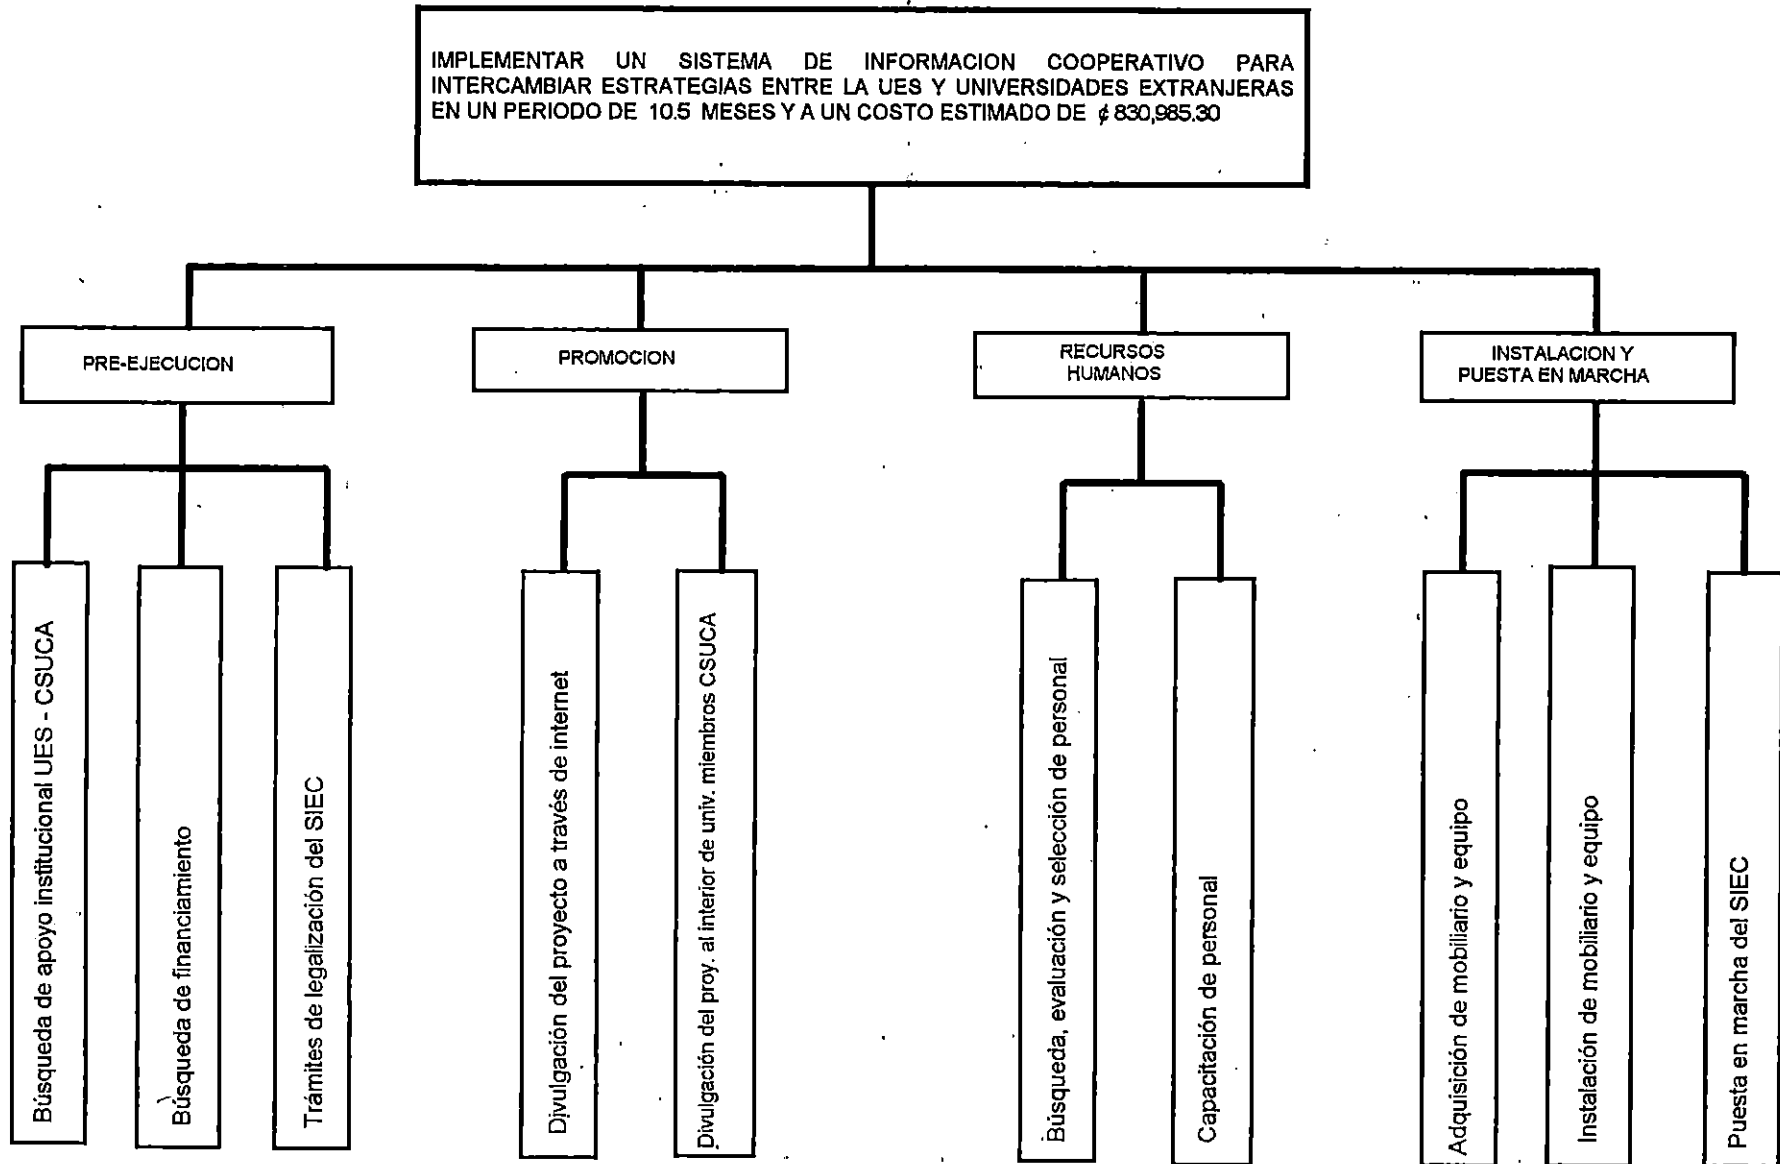 IMPLEMENTAR UN SISTEMA DE INFORMACION COOPERATIVO PARA
INTERCAMBIAR ESTRATEGIAS ENTRE LA UES Y UNIVERSIDADES EXTRANJERAS
EN UN PERIODO DE 10.5 MESES Y A UN COSTO ESTIMADO DE ¢ 830,985.30
PRE-EJECUCION
PROMOCION
RECURSOS
HUMANOS
INSTALACION Y
PUESTA EN MARCHA
Búsqueda de apoyo institucional UES - CSUCA
Búsqueda de financiamiento
Trámites de legalización del SIEC
Divulgación del proyecto a través de internet
Divulgación del proy. al interior de univ. miembros CSUCA
Búsqueda, evaluación y selección de personal
Capacitación de personal
Adquisición de mobiliario y equipo
Instalación de mobiliario y equipo
Puesta en marcha del SIEC